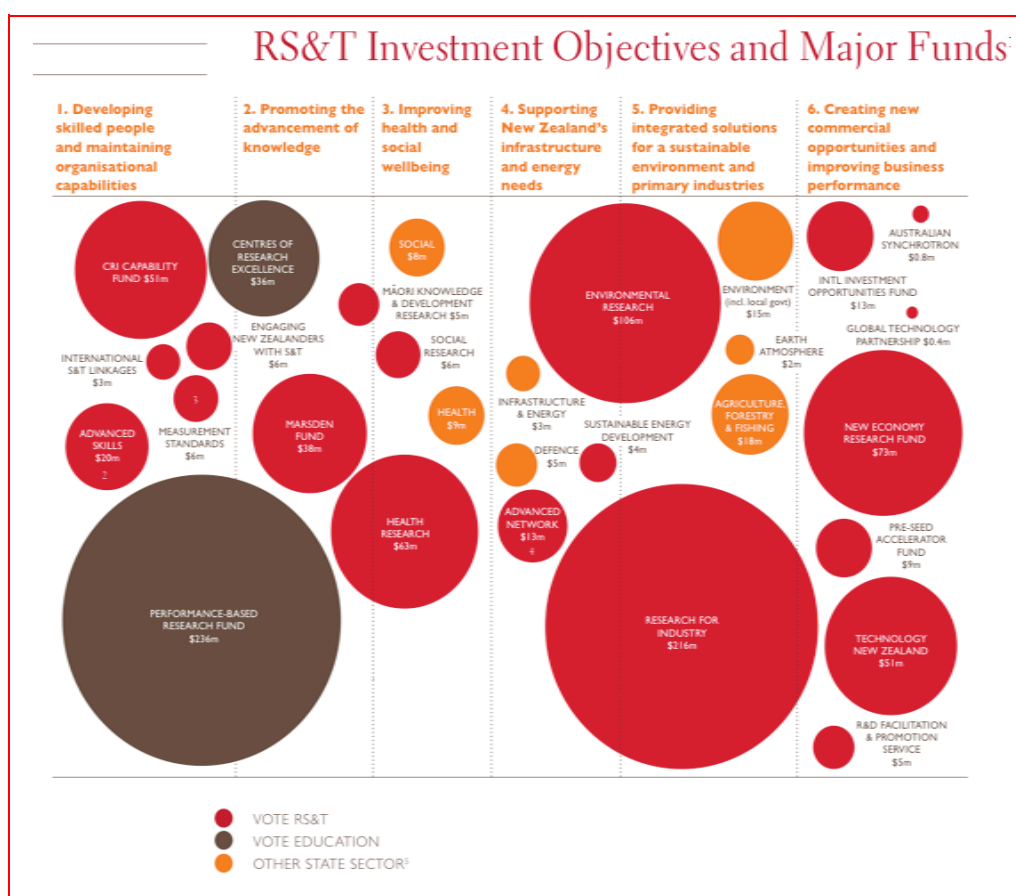 RS&T Investment Objectives and Major Funds¹
1. Developing
skilled people
and maintaining
organisational
capabilities
2. Promoting the
advancement of
knowledge
3. Improving
health and
social
wellbeing
4. Supporting
New Zealand's
infrastructure
and energy
needs
5. Providing
integrated solutions
for a sustainable
environment and
primary industries
6. Creating new
commercial
opportunities and
improving business
performance
CRI CAPABILITY
FUND $51m
CENTRES OF
RESEARCH
EXCELLENCE
$36m
ENGAGING
NEW ZEALANDERS
WITH S&T
$6m
INTERNATIONAL
S&T LINKAGES
$3m
3
MEASUREMENT
STANDARDS
$6m
ADVANCED
SKILLS
$20m
2
MARSDEN
FUND
$38m
PERFORMANCE-BASED
RESEARCH FUND
$236m
SOCIAL
$8m
MĀORI KNOWLEDGE
& DEVELOPMENT
RESEARCH $5m
SOCIAL
RESEARCH
$6m
HEALTH
$9m
HEALTH
RESEARCH
$63m
ENVIRONMENTAL
RESEARCH
$106m
INFRASTRUCTURE
& ENERGY
$3m
SUSTAINABLE ENERGY
DEVELOPMENT
$4m
DEFENCE
$5m
ADVANCED
NETWORK
$13m
4
RESEARCH FOR
INDUSTRY
$216m
ENVIRONMENT
(incl. local govt)
$15m
EARTH
ATMOSPHERE
$2m
AGRICULTURE,
FORESTRY
& FISHING
$18m
AUSTRALIAN
SYNCHROTRON
$0.8m
INTL INVESTMENT
OPPORTUNITIES FUND
$13m
GLOBAL TECHNOLOGY
PARTNERSHIP $0.4m
NEW ECONOMY
RESEARCH FUND
$73m
PRE-SEED
ACCELERATOR
FUND
$9m
TECHNOLOGY
NEW ZEALAND
$51m
R&D FACILITATION
& PROMOTION
SERVICE
$5m
VOTE RS&T
VOTE EDUCATION
OTHER STATE SECTOR⁵